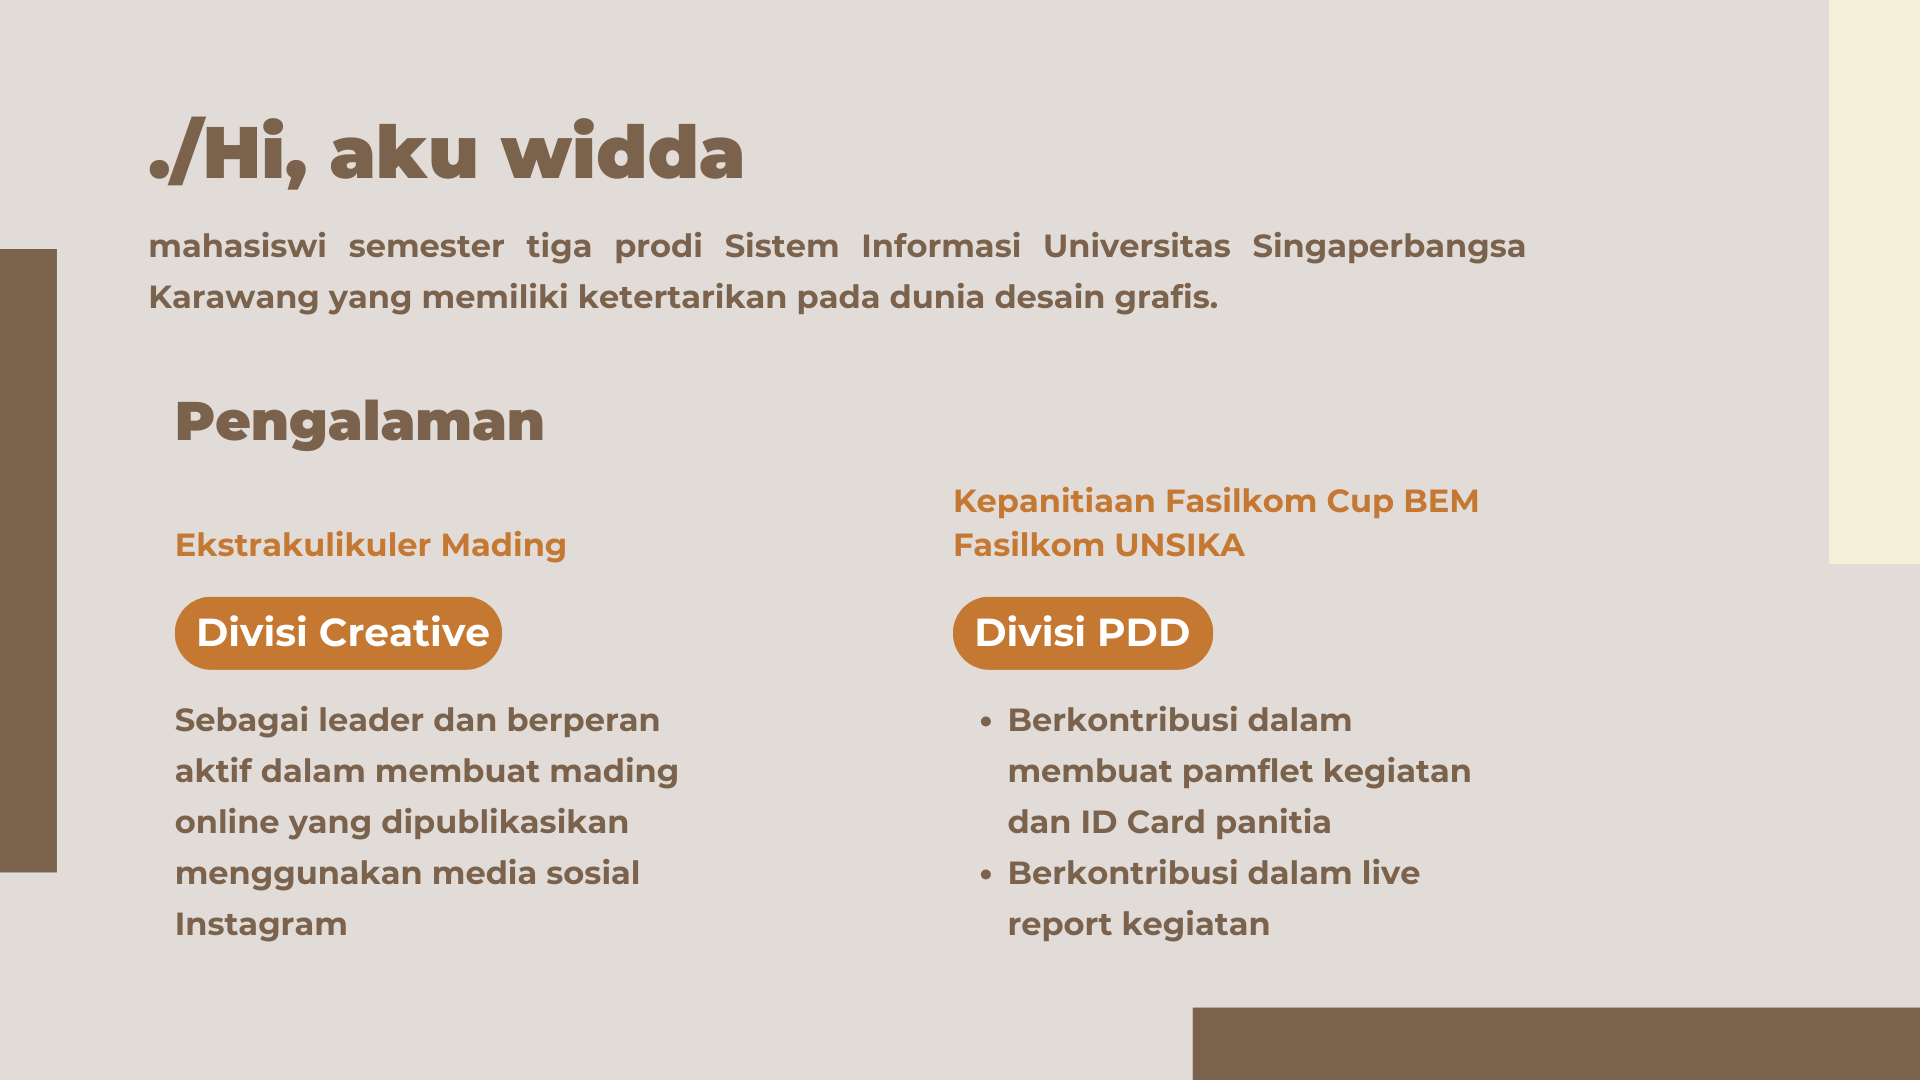 ./Hi, aku widda
mahasiswi semester tiga prodi Sistem Informasi Universitas Singaperbangsa
Karawang yang memiliki ketertarikan pada dunia desain grafis.
Pengalaman
Ekstrakulikuler Mading
Divisi Creative
Sebagai leader dan berperan
aktif dalam membuat mading
online yang dipublikasikan
menggunakan media sosial
Instagram
Kepanitiaan Fasilkom Cup BEM
Fasilkom UNSIKA
Divisi PDD
• Berkontribusi dalam
membuat pamflet kegiatan
dan ID Card panitia
• Berkontribusi dalam live
report kegiatan